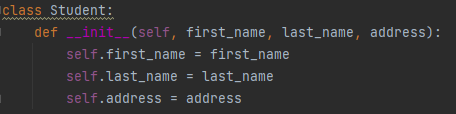 class Student:
    def __init__(self, first_name, last_name, address):
        self.first_name = first_name
        self.last_name = last_name
        self.address = address